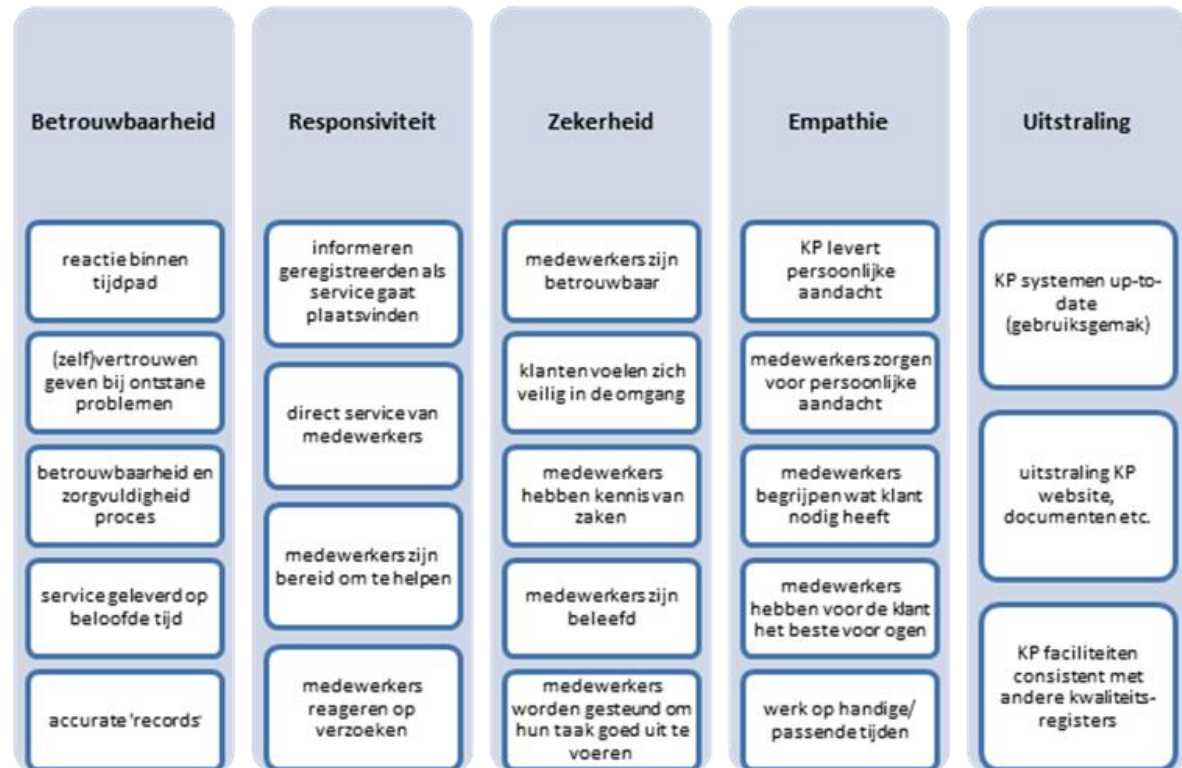 Betrouwbaarheid
reactie binnen
tijdpad
(zelf)vertrouwen
geven bij ontstane
problemen
betrouwbaarheid en
zorgvuldigheid
proces
service geleverd op
beloofde tijd
accurate 'records'
Responsiviteit
informeren
geregistreerden als
service gaat
plaatsvinden
direct service van
medewerkers
medewerkers zijn
bereid om te helpen
medewerkers
reageren op
verzoeken
Zekerheid
medewerkers zijn
betrouwbaar
klanten voelen zich
veilig in de omgang
medewerkers
hebben kennis van
zaken
medewerkers zijn
beleefd
medewerkers
worden gesteund om
hun taak goed uit te
voeren
Empathie
KP levert
persoonlijke
aandacht
medewerkers zorgen
voor persoonlijke
aandacht
medewerkers
begrijpen wat klant
nodig heeft
medewerkers
hebben voor de klant
het beste voor ogen
werk op handige/
passende tijden
Uitstraling
KP systemen up-to-
date
(gebruiksgemak)
uitstraling KP
website,
documenten etc.
KP faciliteiten
consistent met
andere kwaliteits-
registers